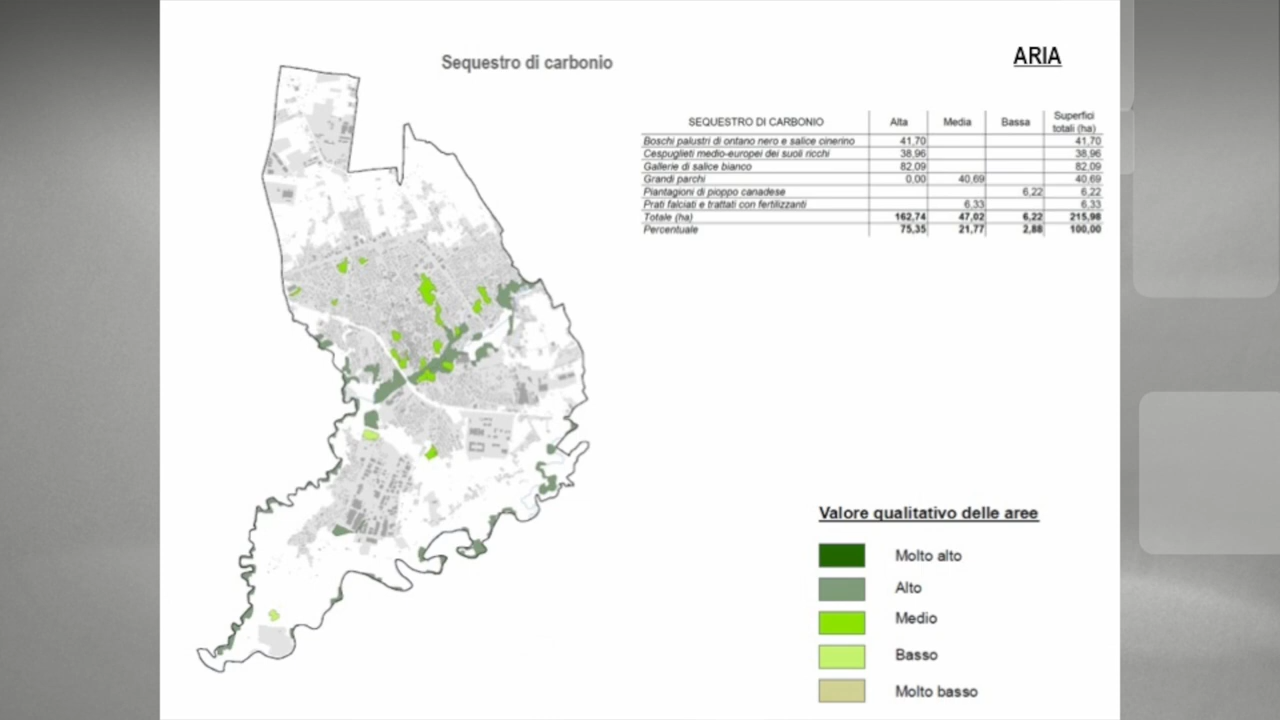 Sequestro di carbonio
ARIA
SEQUESTRO DI CARBONIO Alta Media Bassa Superfici totali (ha)
Boschi palustri di ontano nero e salice cinerino 41,70 41,70
Cespuglieti medio-europei dei suoli ricchi 38,96 38,96
Gallerie di salice bianco 82,09 82,09
Grandi parchi 0,00 40,69 40,69
Piantagioni di pioppo canadese 6,22 6,22
Prati falciati e trattati con fertilizzanti 6,33 6,33
Totale (ha) 162,74 47,02 6,22 215,98
Percentuale 75,35 21,77 2,88 100,00
Valore qualitativo delle aree
Molto alto
Alto
Medio
Basso
Molto basso